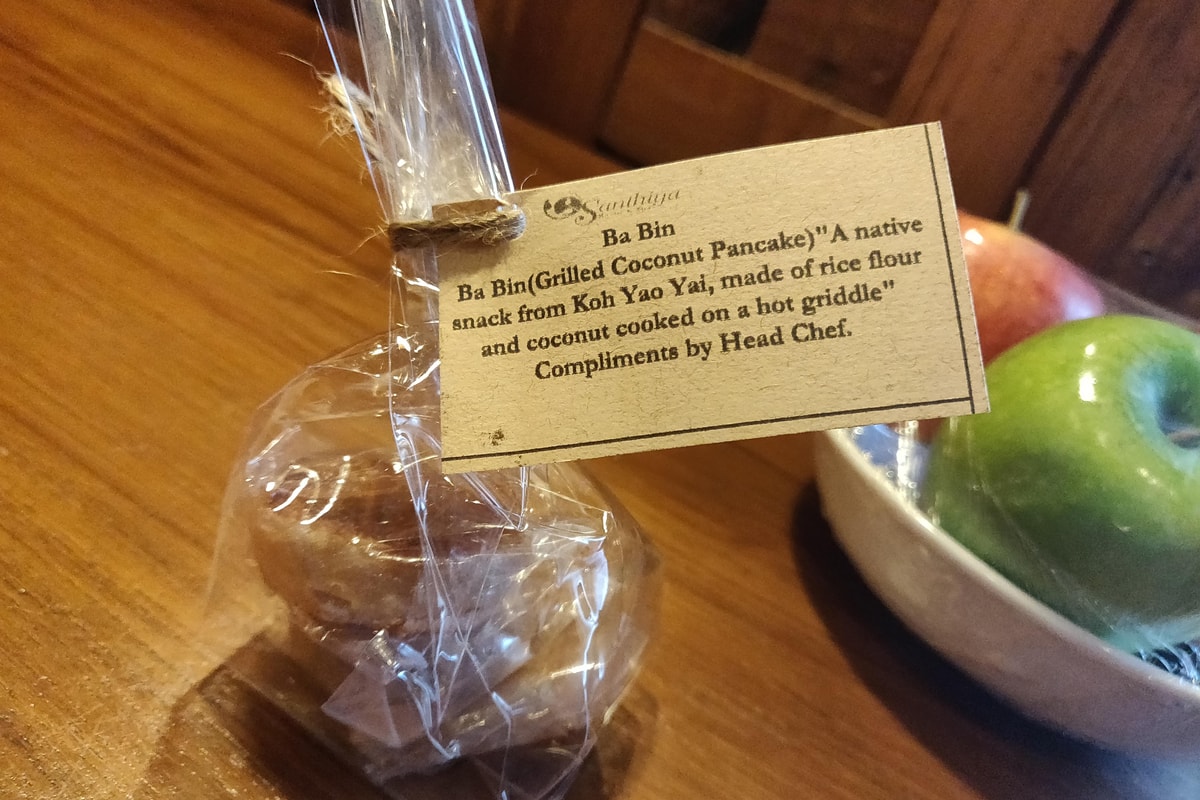 Santhiya
Ba Bin
Ba Bin(Grilled Coconut Pancake)"A native
snack from Koh Yao Yai, made of rice flour
and coconut cooked on a hot griddle"
Compliments by Head Chef.